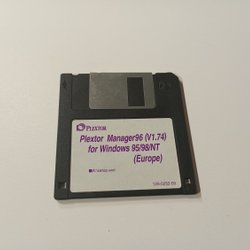 PLEXTOR
Plextor Manager96 (V1.74)
for Windows 95/98/NT
(Europe)